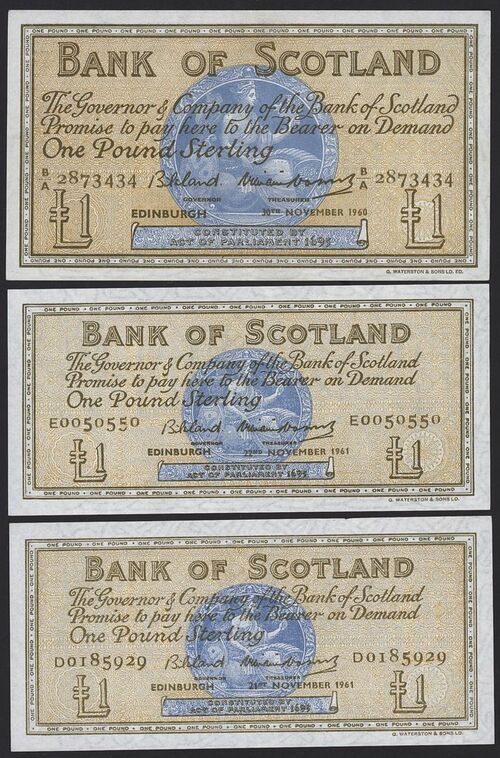 BANK OF SCOTLAND
The Governor & Company of the Bank of Scotland
Promise to pay here to the Bearer on Demand
One Pound Sterling
B/A 2873434 B/A 2873434
GOVERNOR TREASURER
EDINBURGH 30TH NOVEMBER 1960
£1 £1
CONSTITUTED BY
ACT OF PARLIAMENT 1695
G. WATERSTON & SONS LD. ED.
BANK OF SCOTLAND
The Governor & Company of the Bank of Scotland
Promise to pay here to the Bearer on Demand
One Pound Sterling
E0050550 E0050550
GOVERNOR TREASURER
EDINBURGH 22ND NOVEMBER 1961
£1 £1
CONSTITUTED BY
ACT OF PARLIAMENT 1695
G. WATERSTON & SONS LD.
BANK OF SCOTLAND
The Governor & Company of the Bank of Scotland
Promise to pay here to the Bearer on Demand
One Pound Sterling
D0185929 D0185929
GOVERNOR TREASURER
EDINBURGH 21ST NOVEMBER 1961
£1 £1
CONSTITUTED BY
ACT OF PARLIAMENT 1695
G. WATERSTON & SONS LD.